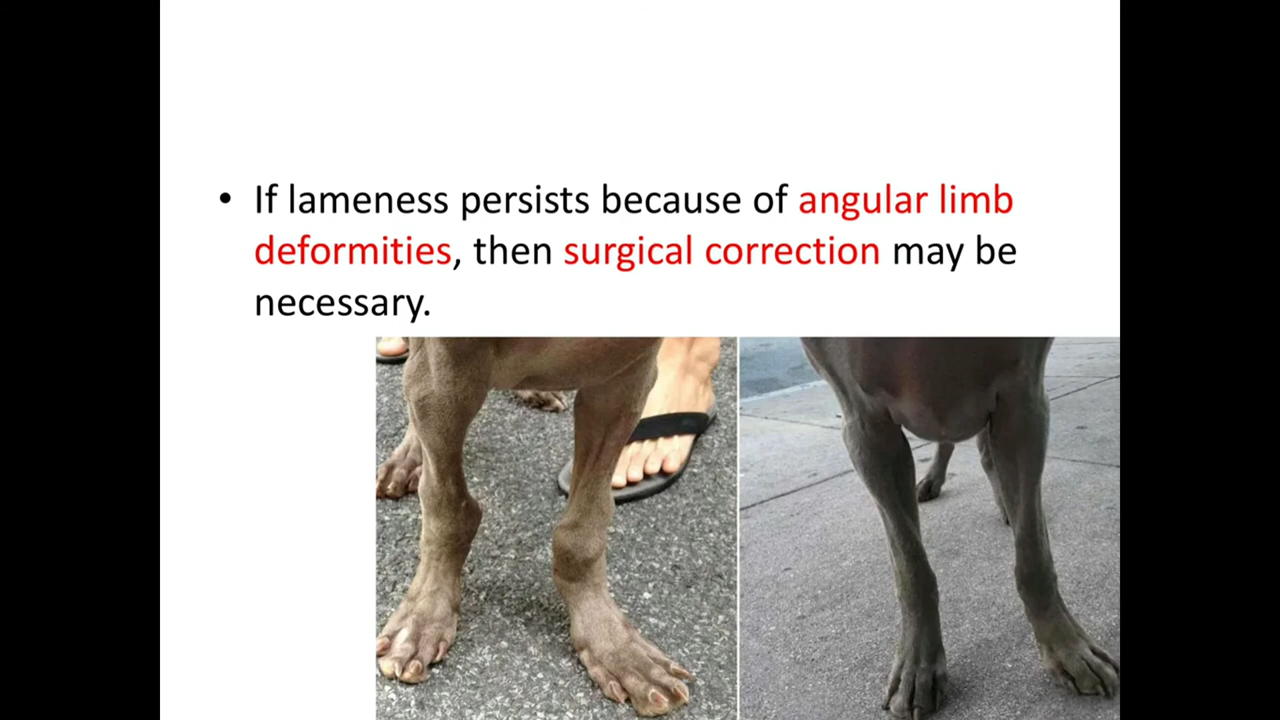 • If lameness persists because of angular limb
deformities, then surgical correction may be
necessary.